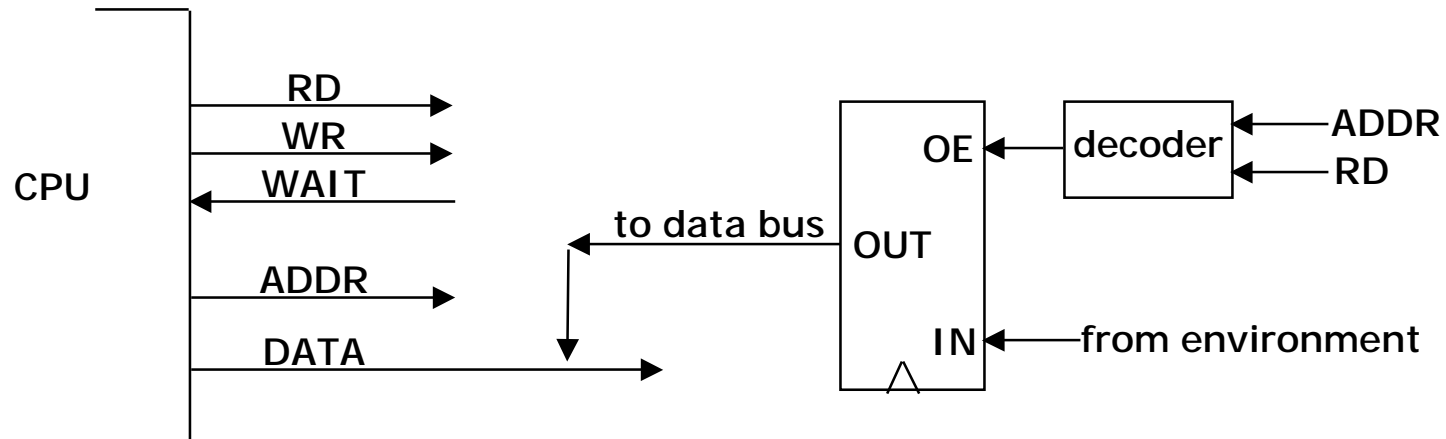 RD
WR
CPU
WAIT
ADDR
DATA
to data bus
OE
OUT
IN
decoder
ADDR
RD
from environment